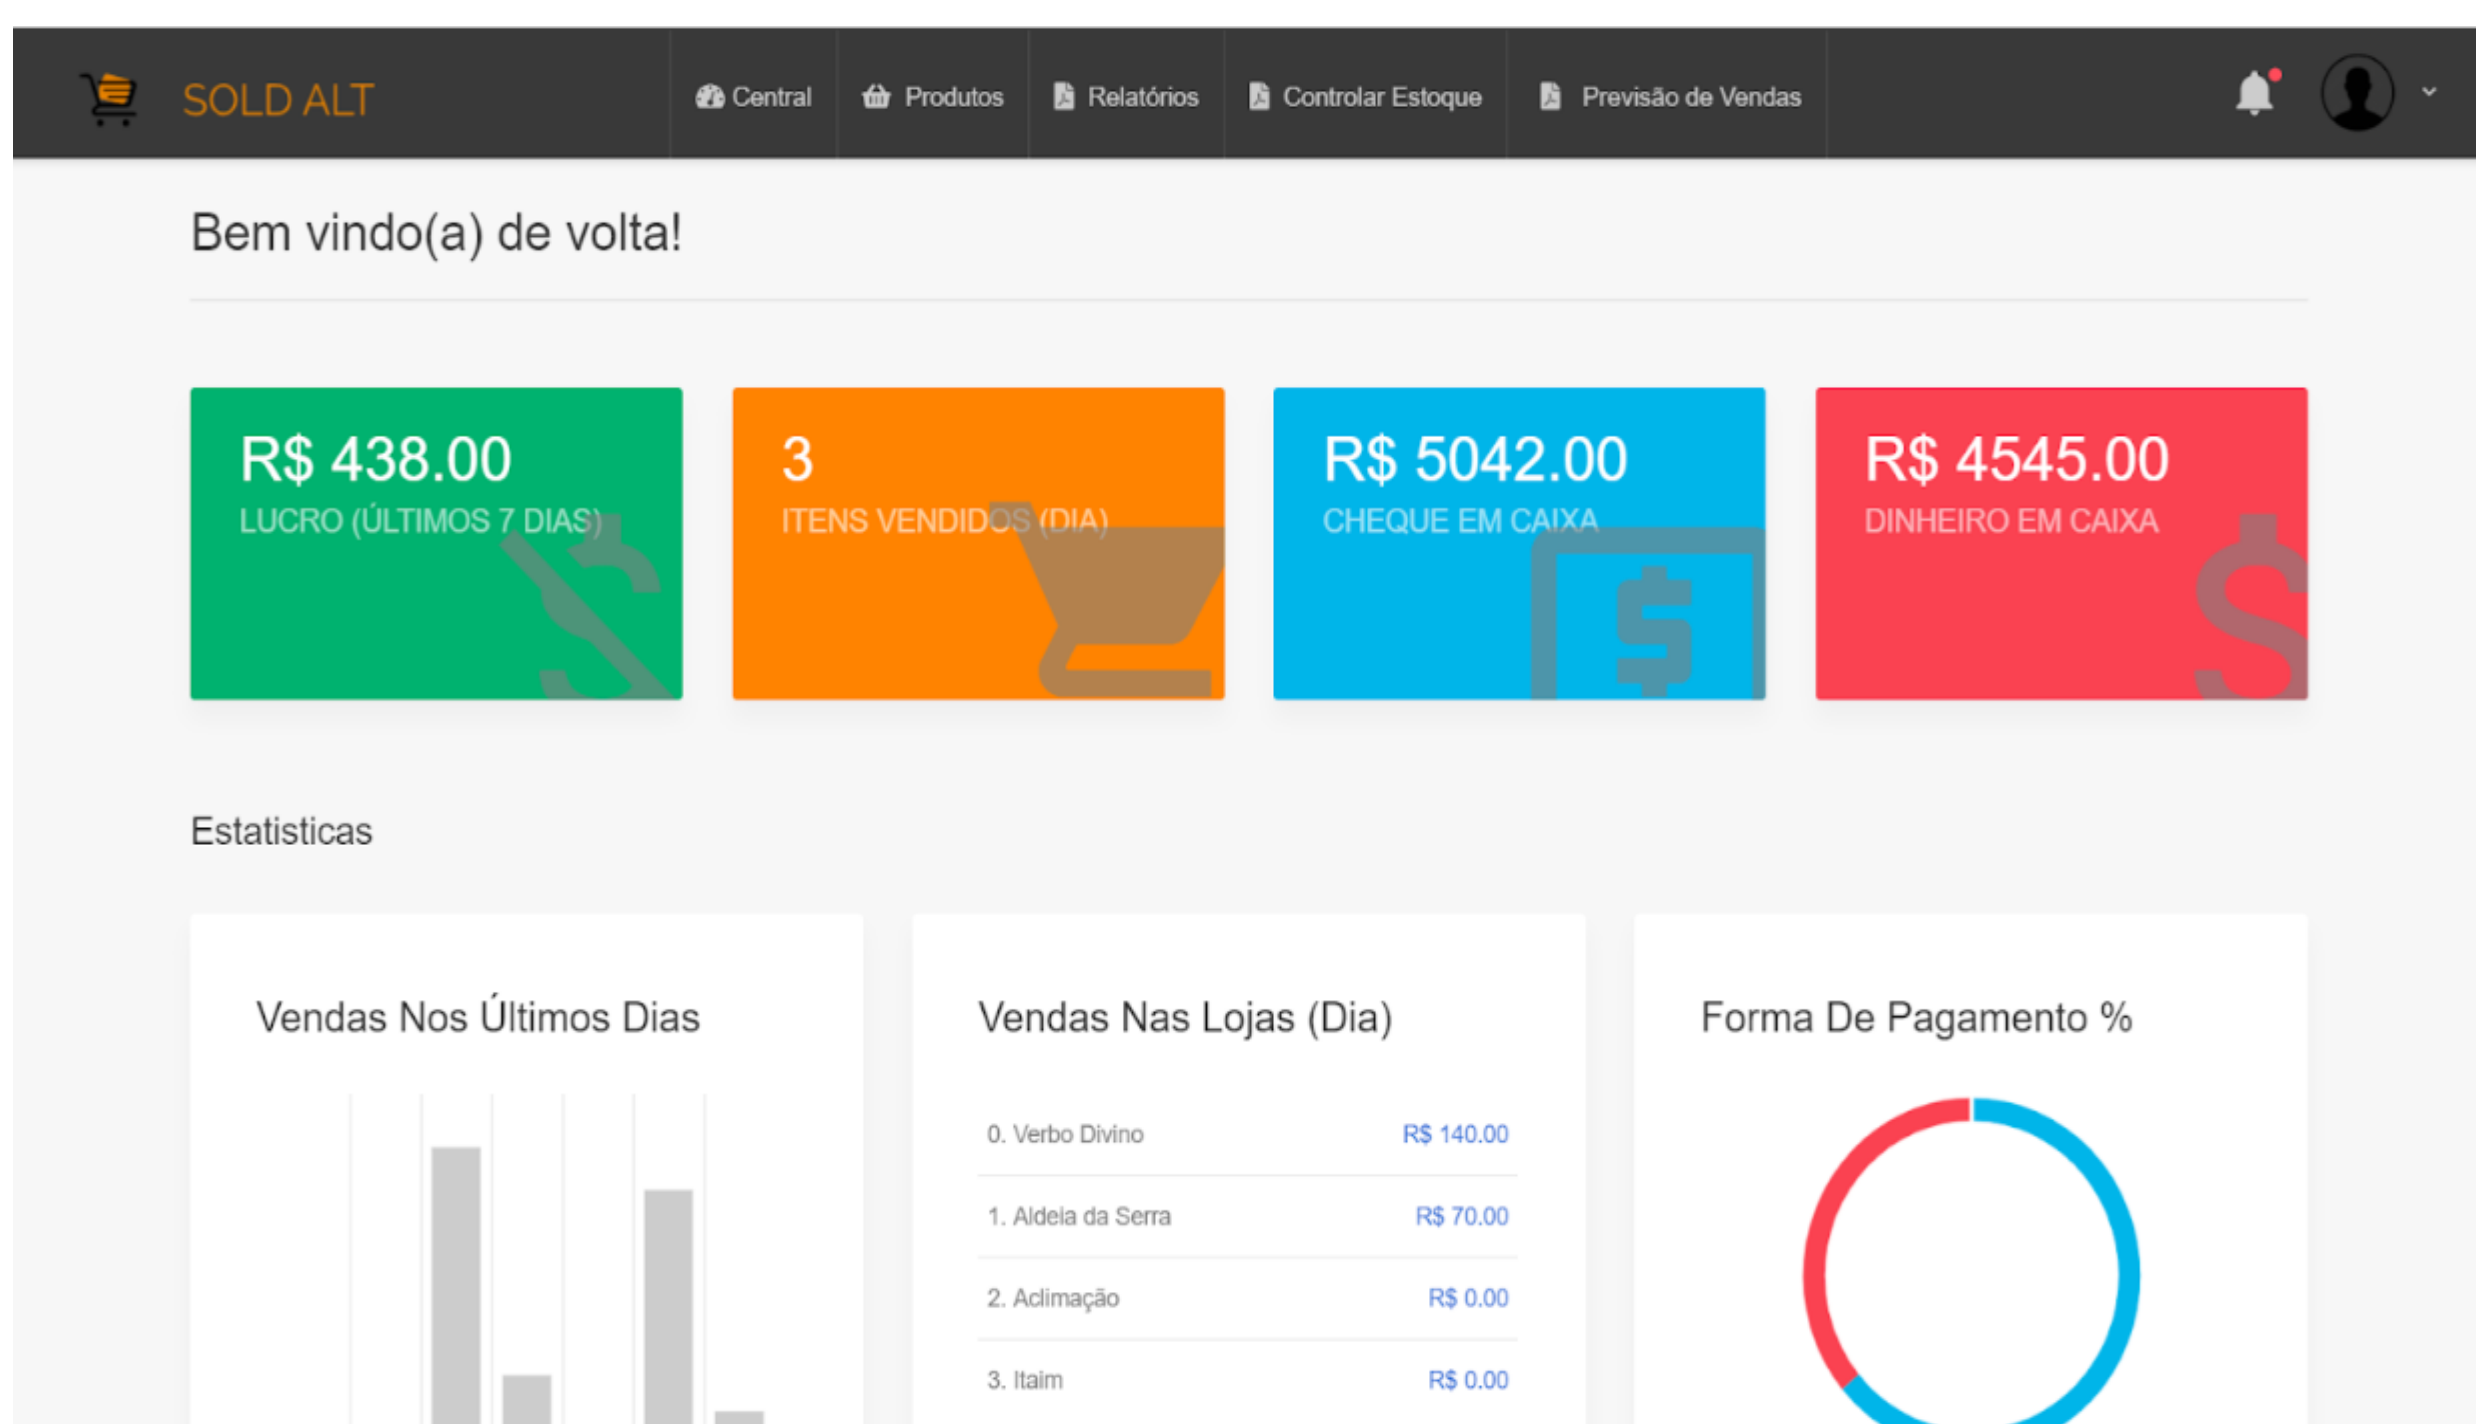 SOLD ALT
Central
Produtos
Relatórios
Controlar Estoque
Previsão de Vendas
Bem vindo(a) de volta!
R$ 438.00
LUCRO (ÚLTIMOS 7 DIAS)
3
ITENS VENDIDOS (DIA)
R$ 5042.00
CHEQUE EM CAIXA
R$ 4545.00
DINHEIRO EM CAIXA
Estatisticas
Vendas Nos Últimos Dias
Vendas Nas Lojas (Dia)
0. Verbo Divino R$ 140.00
1. Aldeia da Serra R$ 70.00
2. Aclimação R$ 0.00
3. Itaim R$ 0.00
Forma De Pagamento %